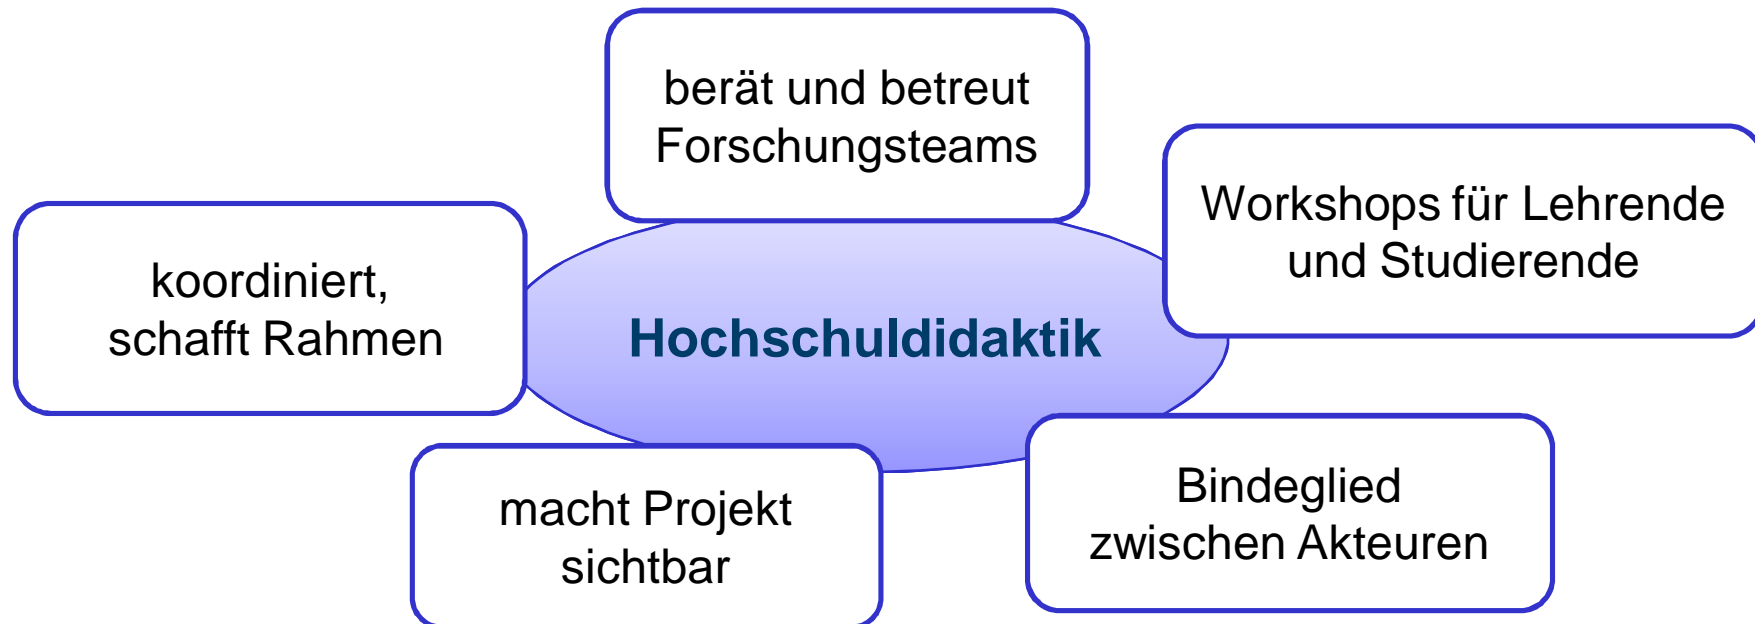 berät und betreut
Forschungsteams
Workshops für Lehrende
und Studierende
koordiniert,
schafft Rahmen
Hochschuldidaktik
macht Projekt
sichtbar
Bindeglied
zwischen Akteuren